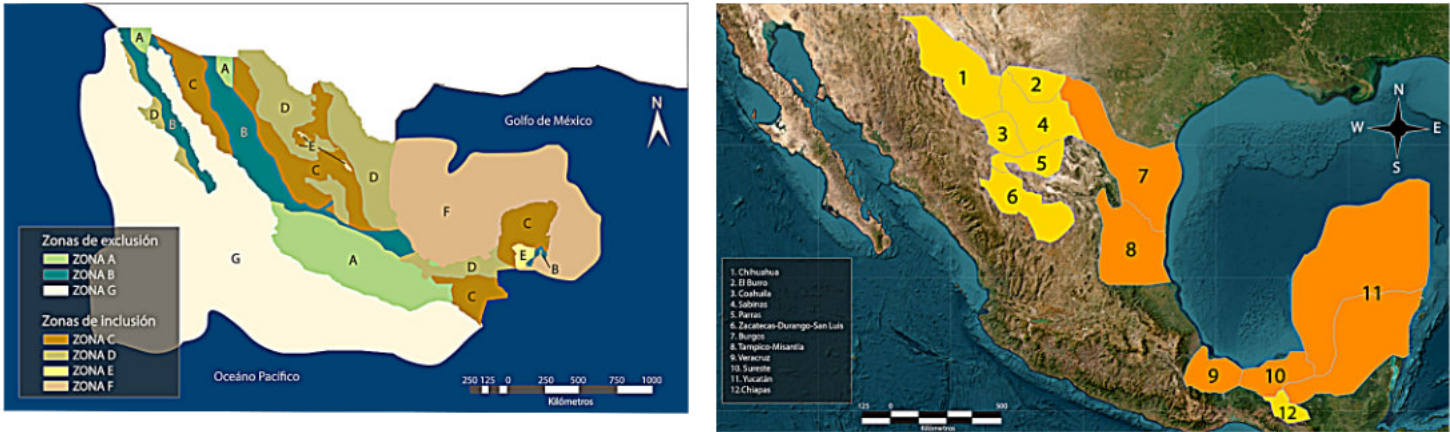 A
A
C
D
D
B
B
E
C
D
D
F
C
E
B
D
C
A
G
Golfo de México
N
Zonas de exclusión
ZONA A
ZONA B
ZONA G
Zonas de inclusión
ZONA C
ZONA D
ZONA E
ZONA F
Océano Pacífico
250 125 0 250 500 750 1000
Kilómetros
1
2
3
4
5
6
7
8
9
10
11
12
N
W E
S
1. Chihuahua
2. El Burro
3. Coahuila
4. Sabinas
5. Parras
6. Zacatecas-Durango-San Luis
7. Burgos
8. Tampico-Misantla
9. Veracruz
10. Sureste
11. Yucatán
12. Chiapas
125 0 500
Kilómetros